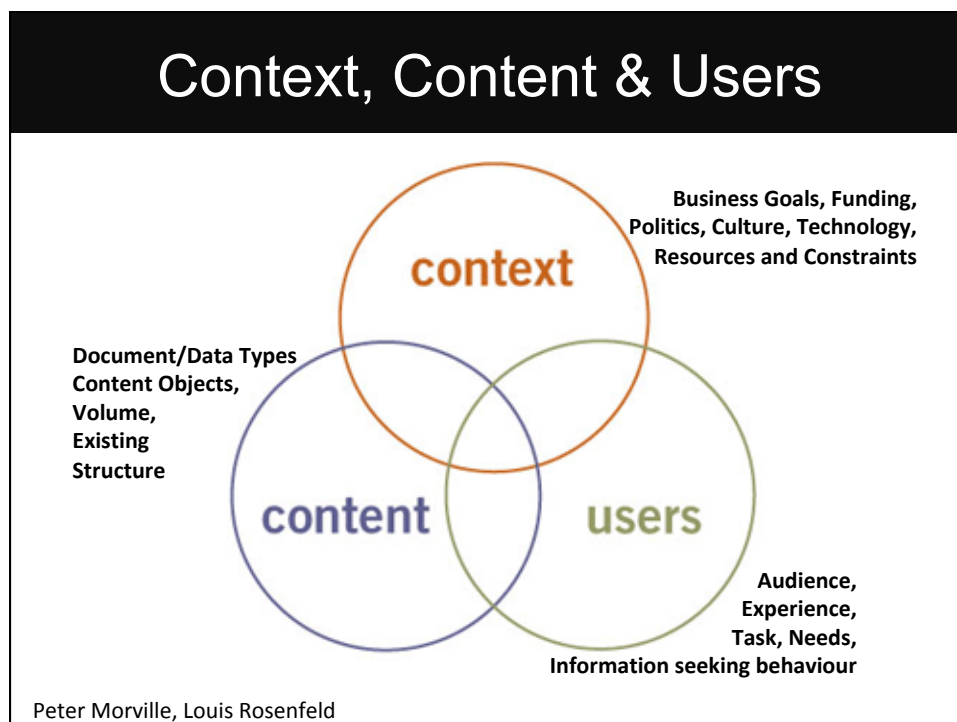 Context, Content & Users
Business Goals, Funding,
Politics, Culture, Technology,
Resources and Constraints
context
Document/Data Types
Content Objects,
Volume,
Existing
Structure
content
users
Audience,
Experience,
Task, Needs,
Information seeking behaviour
Peter Morville, Louis Rosenfeld